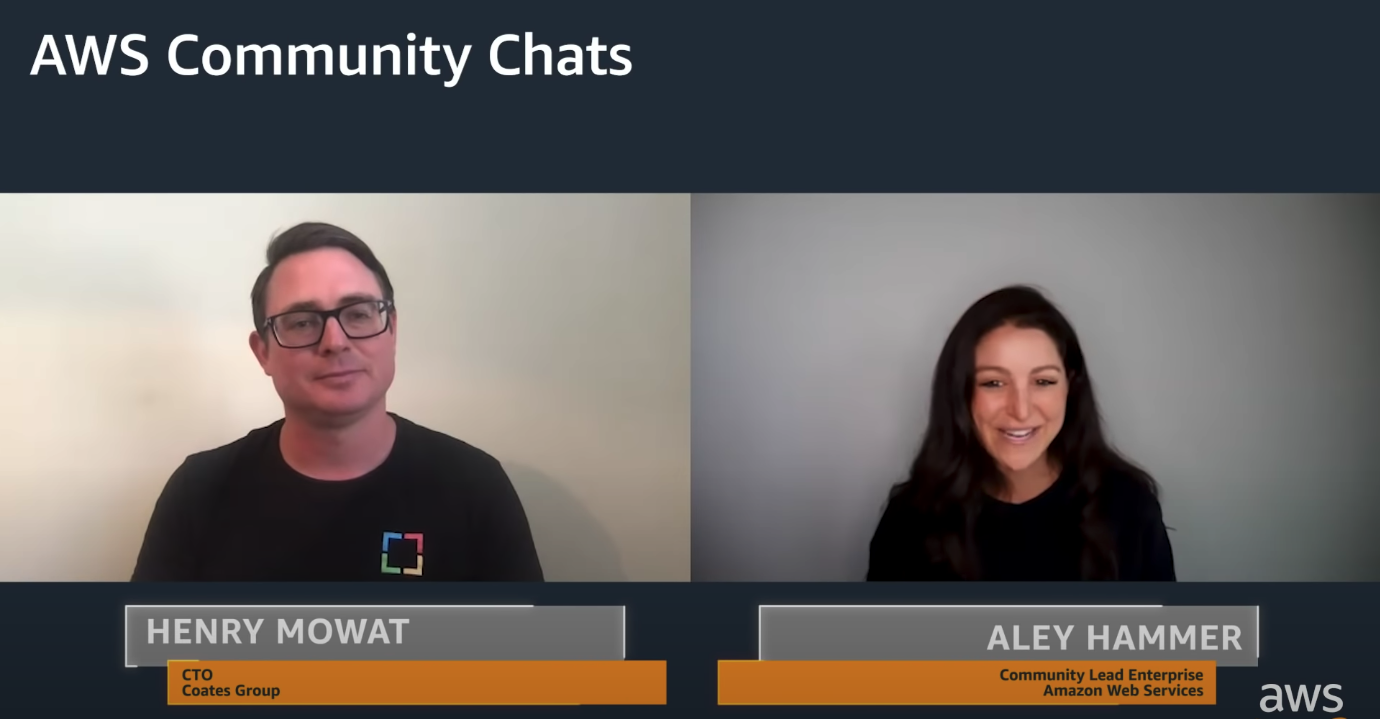 AWS Community Chats
HENRY MOWAT
CTO
Coates Group
ALEY HAMMER
Community Lead Enterprise
Amazon Web Services
aws